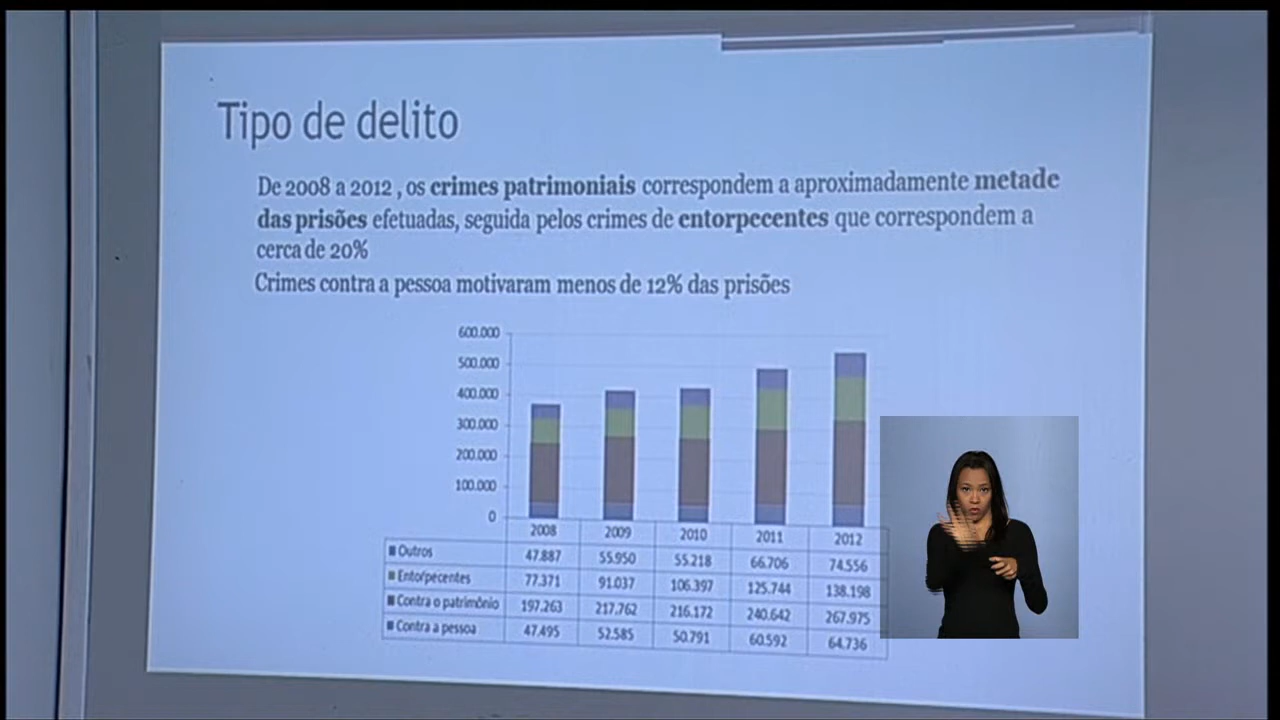 Tipo de delito
De 2008 a 2012 , os crimes patrimoniais correspondem a aproximadamente metade
das prisões efetuadas, seguida pelos crimes de entorpecentes que correspondem a
cerca de 20%
Crimes contra a pessoa motivaram menos de 12% das prisões
600.000
500.000
400.000
300.000
200.000
100.000
0
2008 2009 2010 2011 2012
Outros 47.887 55.950 55.218 66.706 74.556
Entorpecentes 77.371 91.037 106.397 125.744 138.198
Contra o patrimônio 197.263 217.762 216.172 240.642 267.975
Contra a pessoa 47.495 52.585 50.791 60.592 64.736